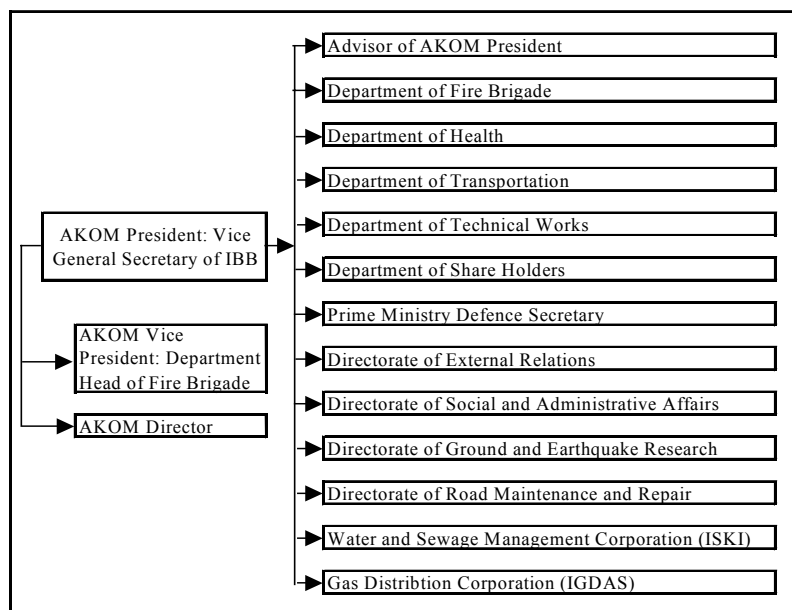 AKOM President: Vice
General Secretary of IBB
AKOM Vice
President: Department
Head of Fire Brigade
AKOM Director
Advisor of AKOM President
Department of Fire Brigade
Department of Health
Department of Transportation
Department of Technical Works
Department of Share Holders
Prime Ministry Defence Secretary
Directorate of External Relations
Directorate of Social and Administrative Affairs
Directorate of Ground and Earthquake Research
Directorate of Road Maintenance and Repair
Water and Sewage Management Corporation (ISKI)
Gas Distribtion Corporation (IGDAS)